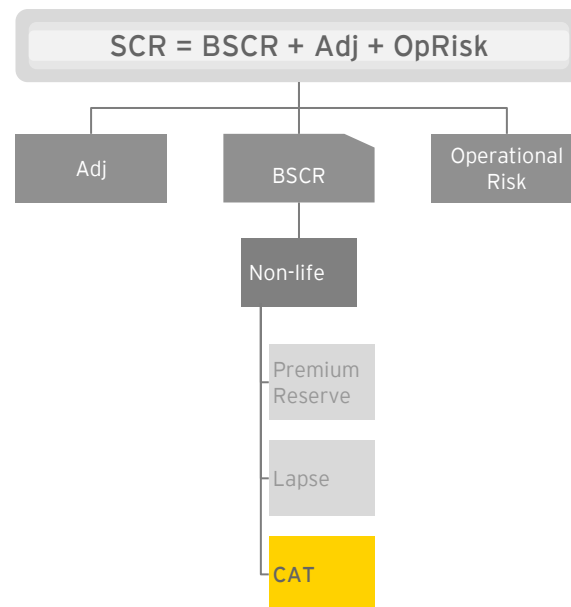 SCR = BSCR + Adj + OpRisk
Adj
BSCR
Operational
Risk
Non-life
Premium
Reserve
Lapse
CAT